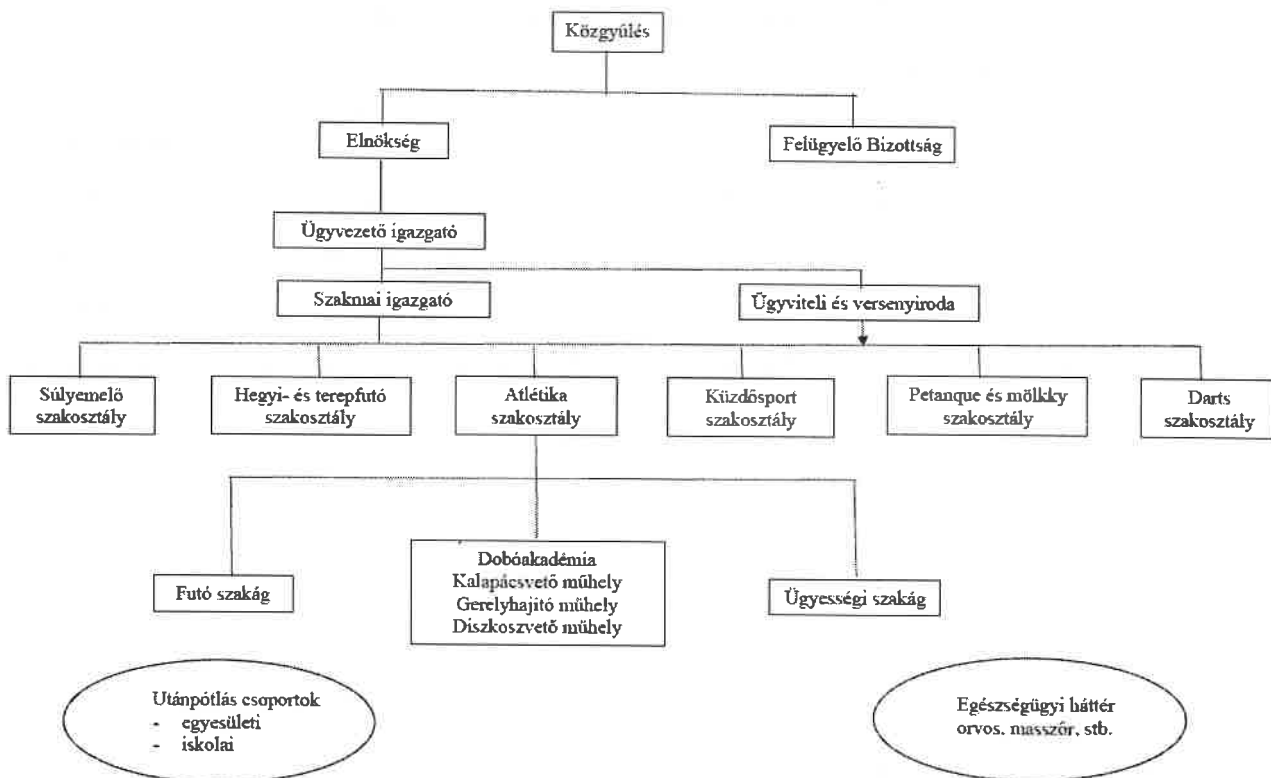 Közgyűlés
Elnökség
Felügyelő Bizottság
Ügyvezető igazgató
Szakmai igazgató
Ügyviteli és versenyiroda
Súlyemelő
szakosztály
Hegyi- és terepfutó
szakosztály
Atlétika
szakosztály
Küzdősport
szakosztály
Petanque és mölkky
szakosztály
Darts
szakosztály
Futó szakág
Dobóakadémia
Kalapácsvető műhely
Gerelyhajító műhely
Diszkoszvető műhely
Ügyességi szakág
Utánpótlás csoportok
- egyesületi
- iskolai
Egészségügyi háttér
orvos, masszőr, stb.